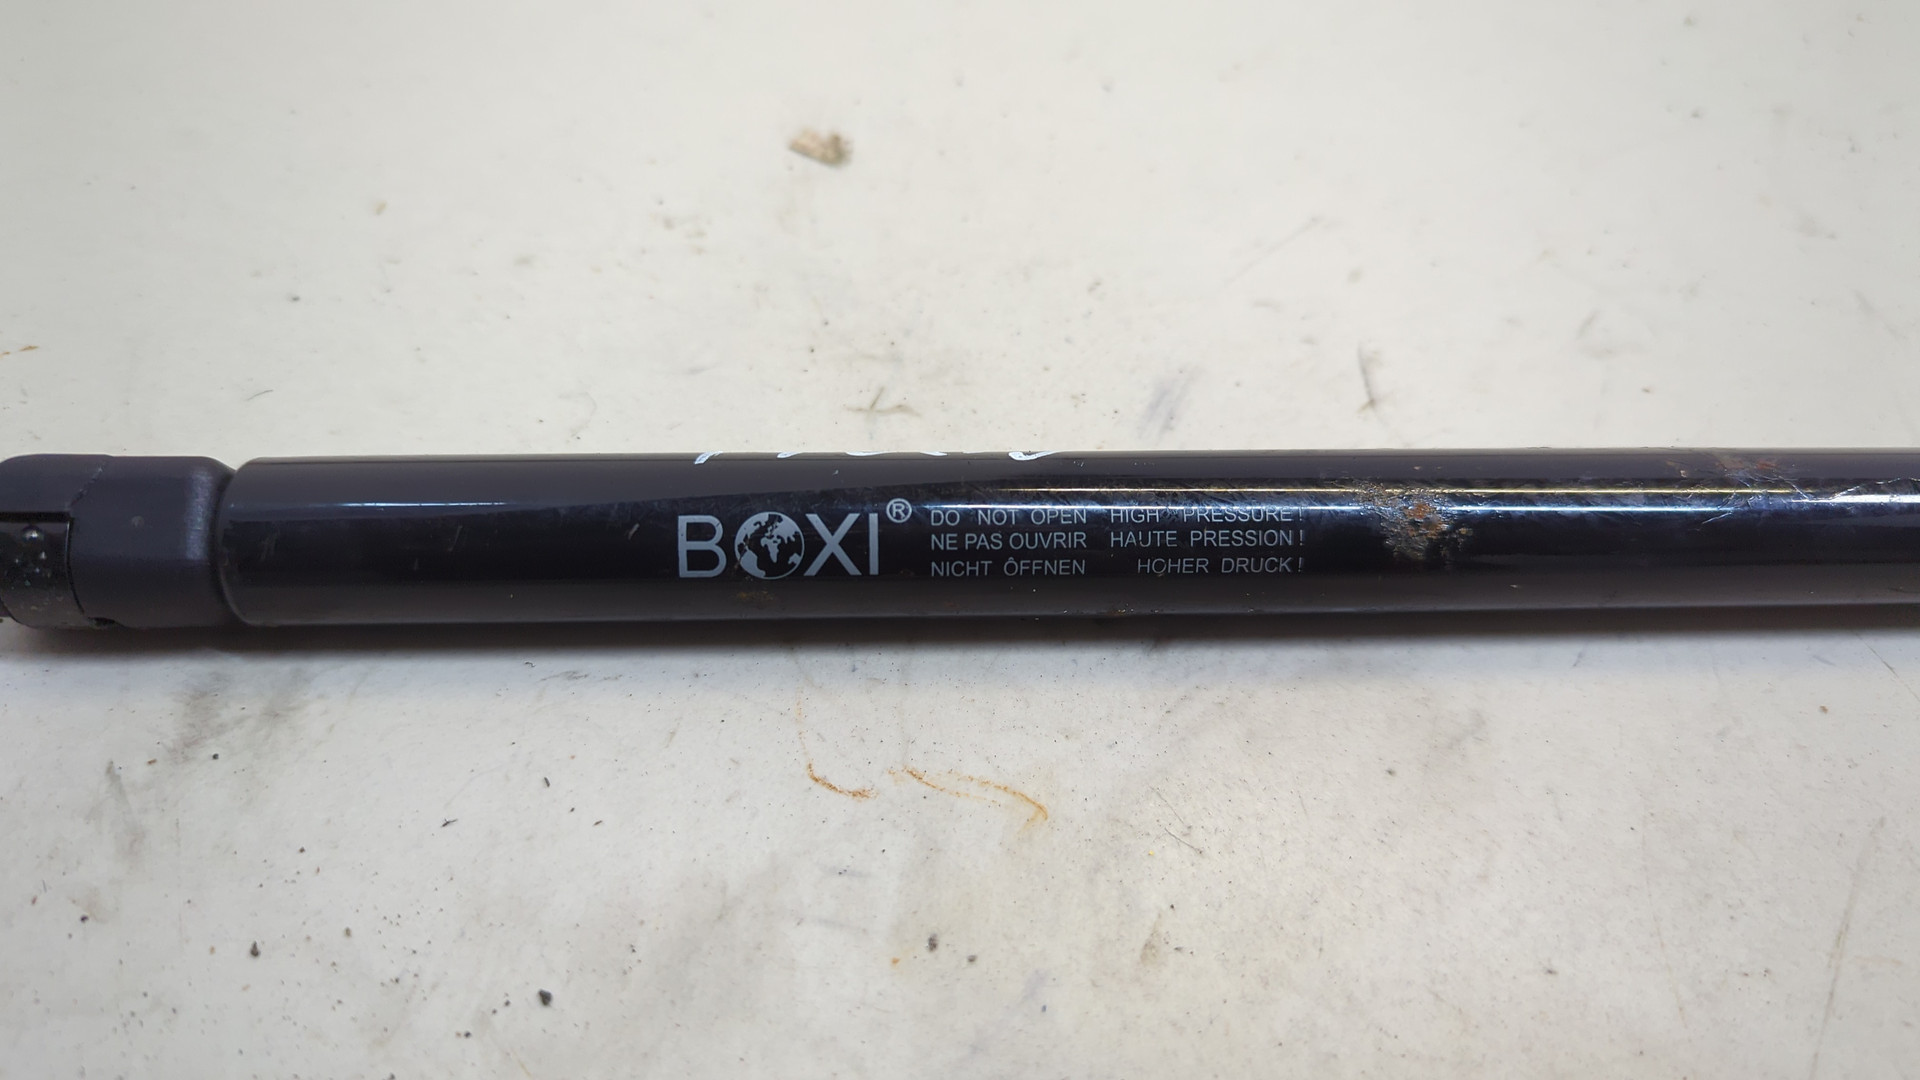 BOXI®
DO NOT OPEN HIGH PRESSURE!
NE PAS OUVRIR HAUTE PRESSION!
NICHT ÖFFNEN HOHER DRUCK!